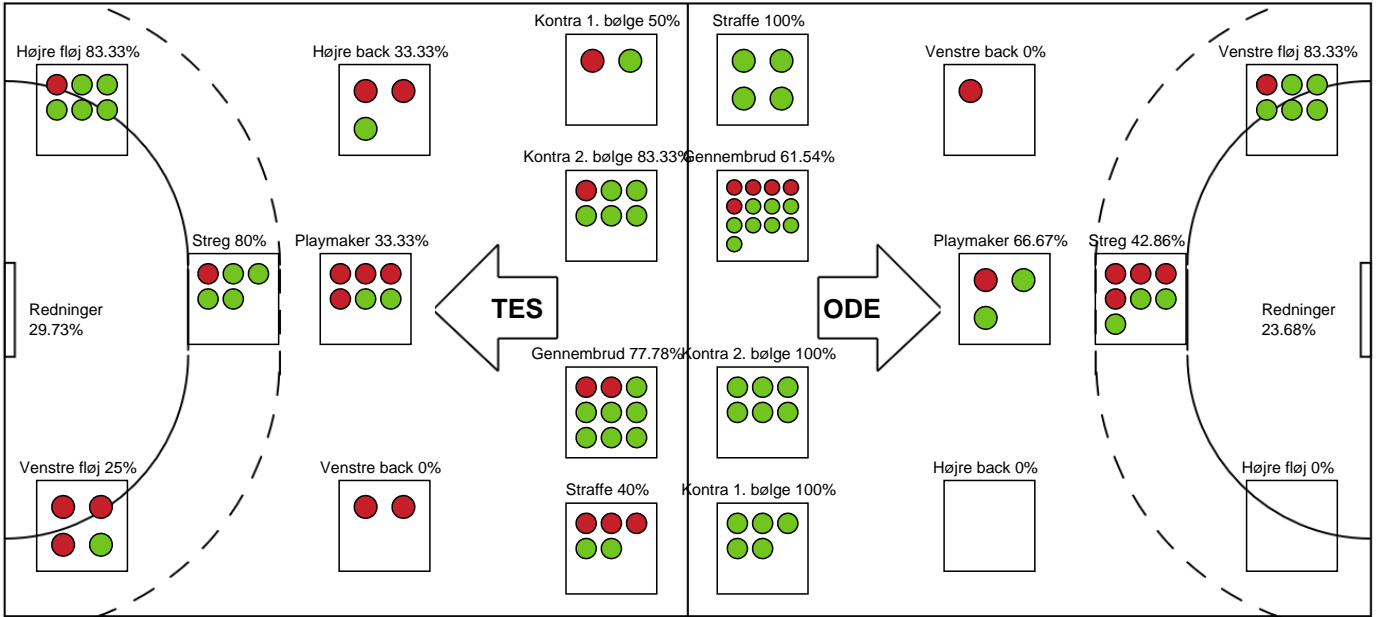 Kontra 1. bølge 50%
Straffe 100%
Højre fløj 83.33%
Højre back 33.33%
Venstre back 0%
Venstre fløj 83.33%
Kontra 2. bølge 83.33%
Gennembrud 61.54%
Streg 80%
Playmaker 33.33%
Playmaker 66.67%
Streg 42.86%
Redninger
29.73%
TES
ODE
Redninger
23.68%
Gennembrud 77.78%
Kontra 2. bølge 100%
Venstre fløj 25%
Venstre back 0%
Højre back 0%
Højre fløj 0%
Straffe 40%
Kontra 1. bølge 100%